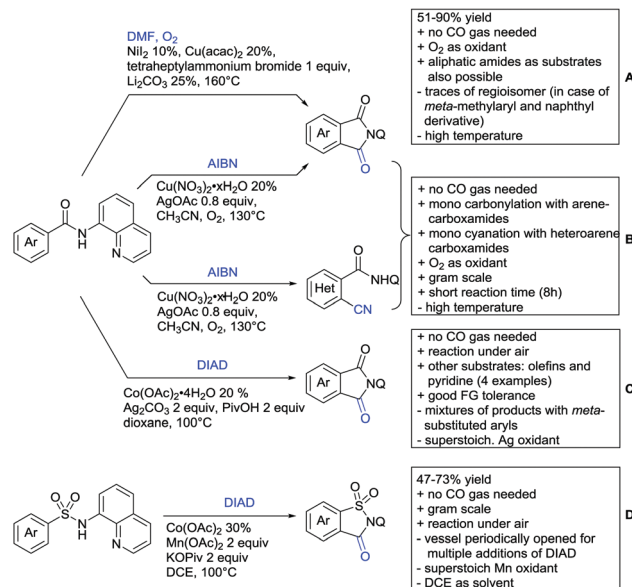 DMF, O2
NiI2 10%, Cu(acac)2 20%,
tetraheptylammonium bromide 1 equiv,
Li2CO3 25%, 160°C
O
Ar
NQ
O
51-90% yield
+ no CO gas needed
+ O2 as oxidant
+ aliphatic amides as substrates
also possible
- traces of regioisomer (in case of
meta-methylaryl and naphthyl
derivative)
- high temperature
A
AIBN
Cu(NO3)2•xH2O 20%
AgOAc 0.8 equiv,
CH3CN, O2, 130°C
O
Ar
N
H
N
AIBN
Cu(NO3)2•xH2O 20%
AgOAc 0.8 equiv,
CH3CN, O2, 130°C
O
NHQ
Het
CN
+ no CO gas needed
+ mono carbonylation with arene-
carboxamides
+ mono cyanation with heteroarene
carboxamides
+ O2 as oxidant
+ gram scale
+ short reaction time (8h)
- high temperature
B
DIAD
Co(OAc)2•4H2O 20 %
Ag2CO3 2 equiv, PivOH 2 equiv
dioxane, 100°C
O
Ar
NQ
O
+ no CO gas needed
+ reaction under air
+ other substrates: olefins and
pyridine (4 examples)
+ good FG tolerance
- mixtures of products with meta-
substituted aryls
- superstoich. Ag oxidant
C
O O
S
N
H
Ar
N
DIAD
Co(OAc)2 30%
Mn(OAc)2 2 equiv
KOPiv 2 equiv
DCE, 100°C
O
S O
Ar
NQ
O
47-73% yield
+ no CO gas needed
+ gram scale
+ reaction under air
- vessel periodically opened for
multiple additions of DIAD
- superstoich Mn oxidant
- DCE as solvent
D